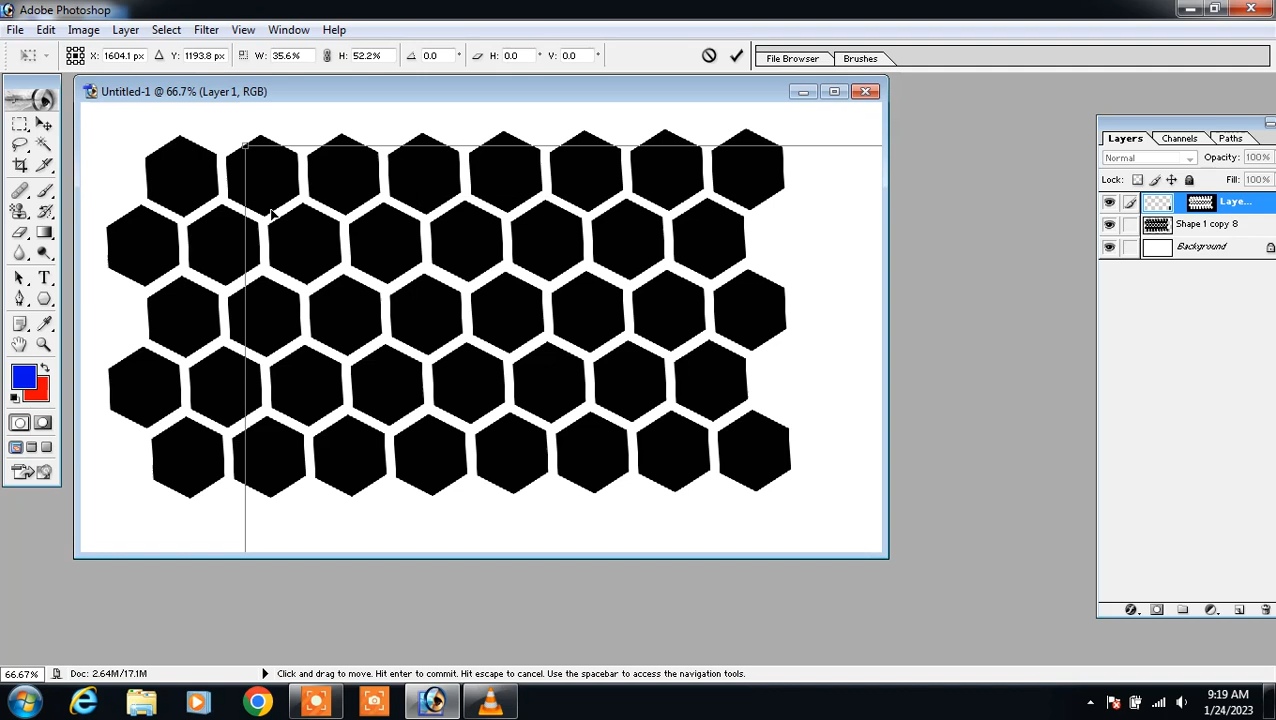 Adobe Photoshop
File Edit Image Layer Select Filter View Window Help
X: 1604.1 px Y: 1193.8 px W: 35.6% H: 52.2% 0.0 ° H: 0.0 ° V: 0.0 °
File Browser Brushes
Untitled-1 @ 66.7% (Layer 1, RGB)
Layers Channels Paths
Normal Opacity: 100%
Lock: Fill: 100%
Laye...
Shape 1 copy 8
Background
T
66.67% Doc: 2.64M/17.1M Click and drag to move. Hit enter to commit. Hit escape to cancel. Use the spacebar to access the navigation tools.
9:19 AM
1/24/2023